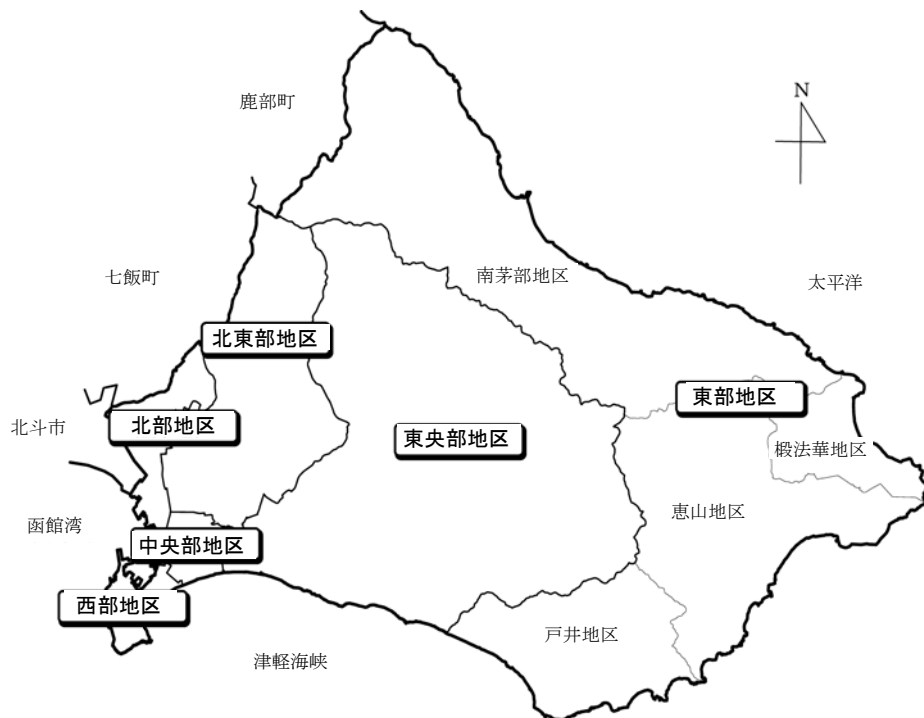 鹿部町
N
七飯町
南茅部地区
太平洋
北東部地区
北斗市
北部地区
東央部地区
東部地区
椴法華地区
函館湾
中央部地区
恵山地区
西部地区
戸井地区
津軽海峡